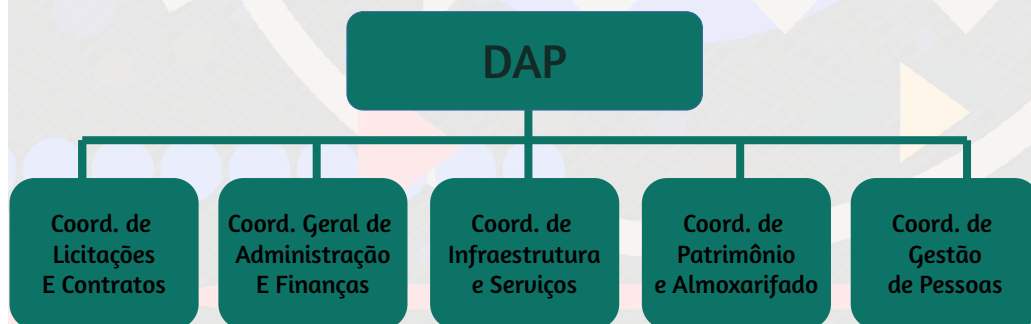 DAP
Coord. de
Licitações
E Contratos
Coord. Geral de
Administração
E Finanças
Coord. de
Infraestrutura
e Serviços
Coord. de
Patrimônio
e Almoxarifado
Coord. de
Gestão
de Pessoas